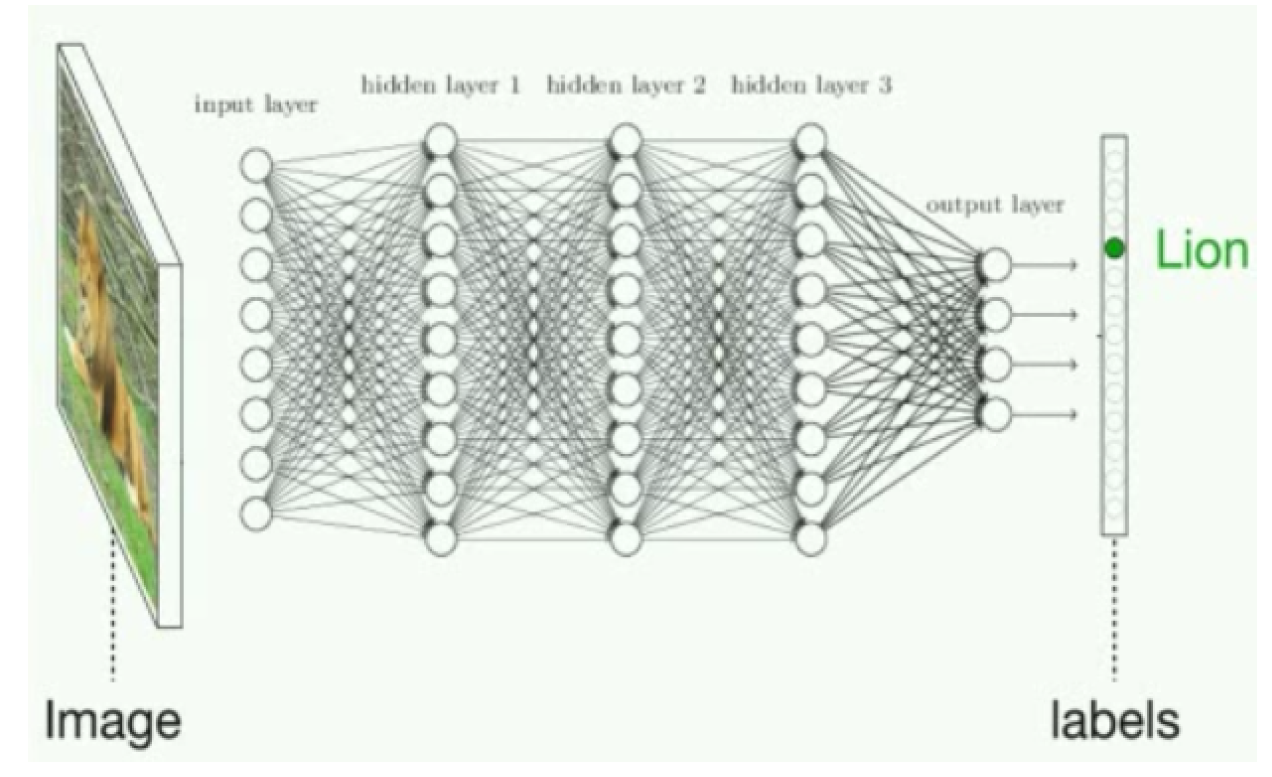 input layer
hidden layer 1
hidden layer 2
hidden layer 3
output layer
Lion
Image
labels